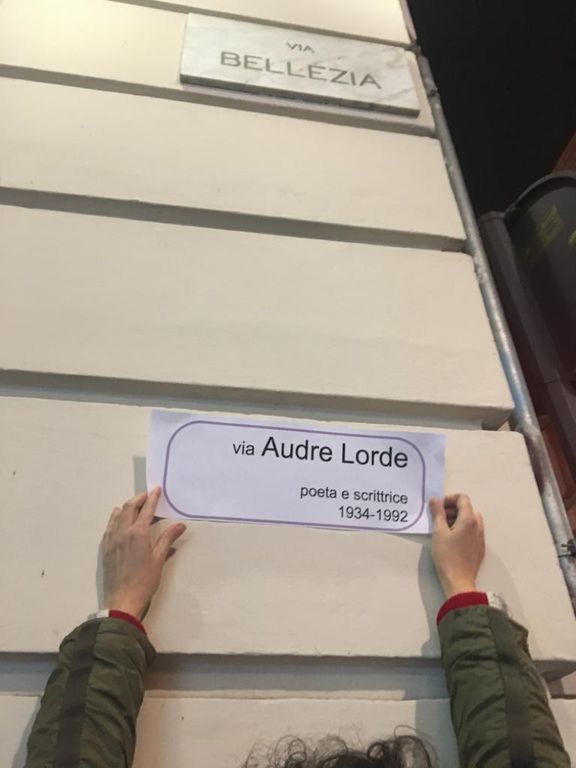 VIA
BELLEZIA
via Audre Lorde
poeta e scrittrice
1934-1992